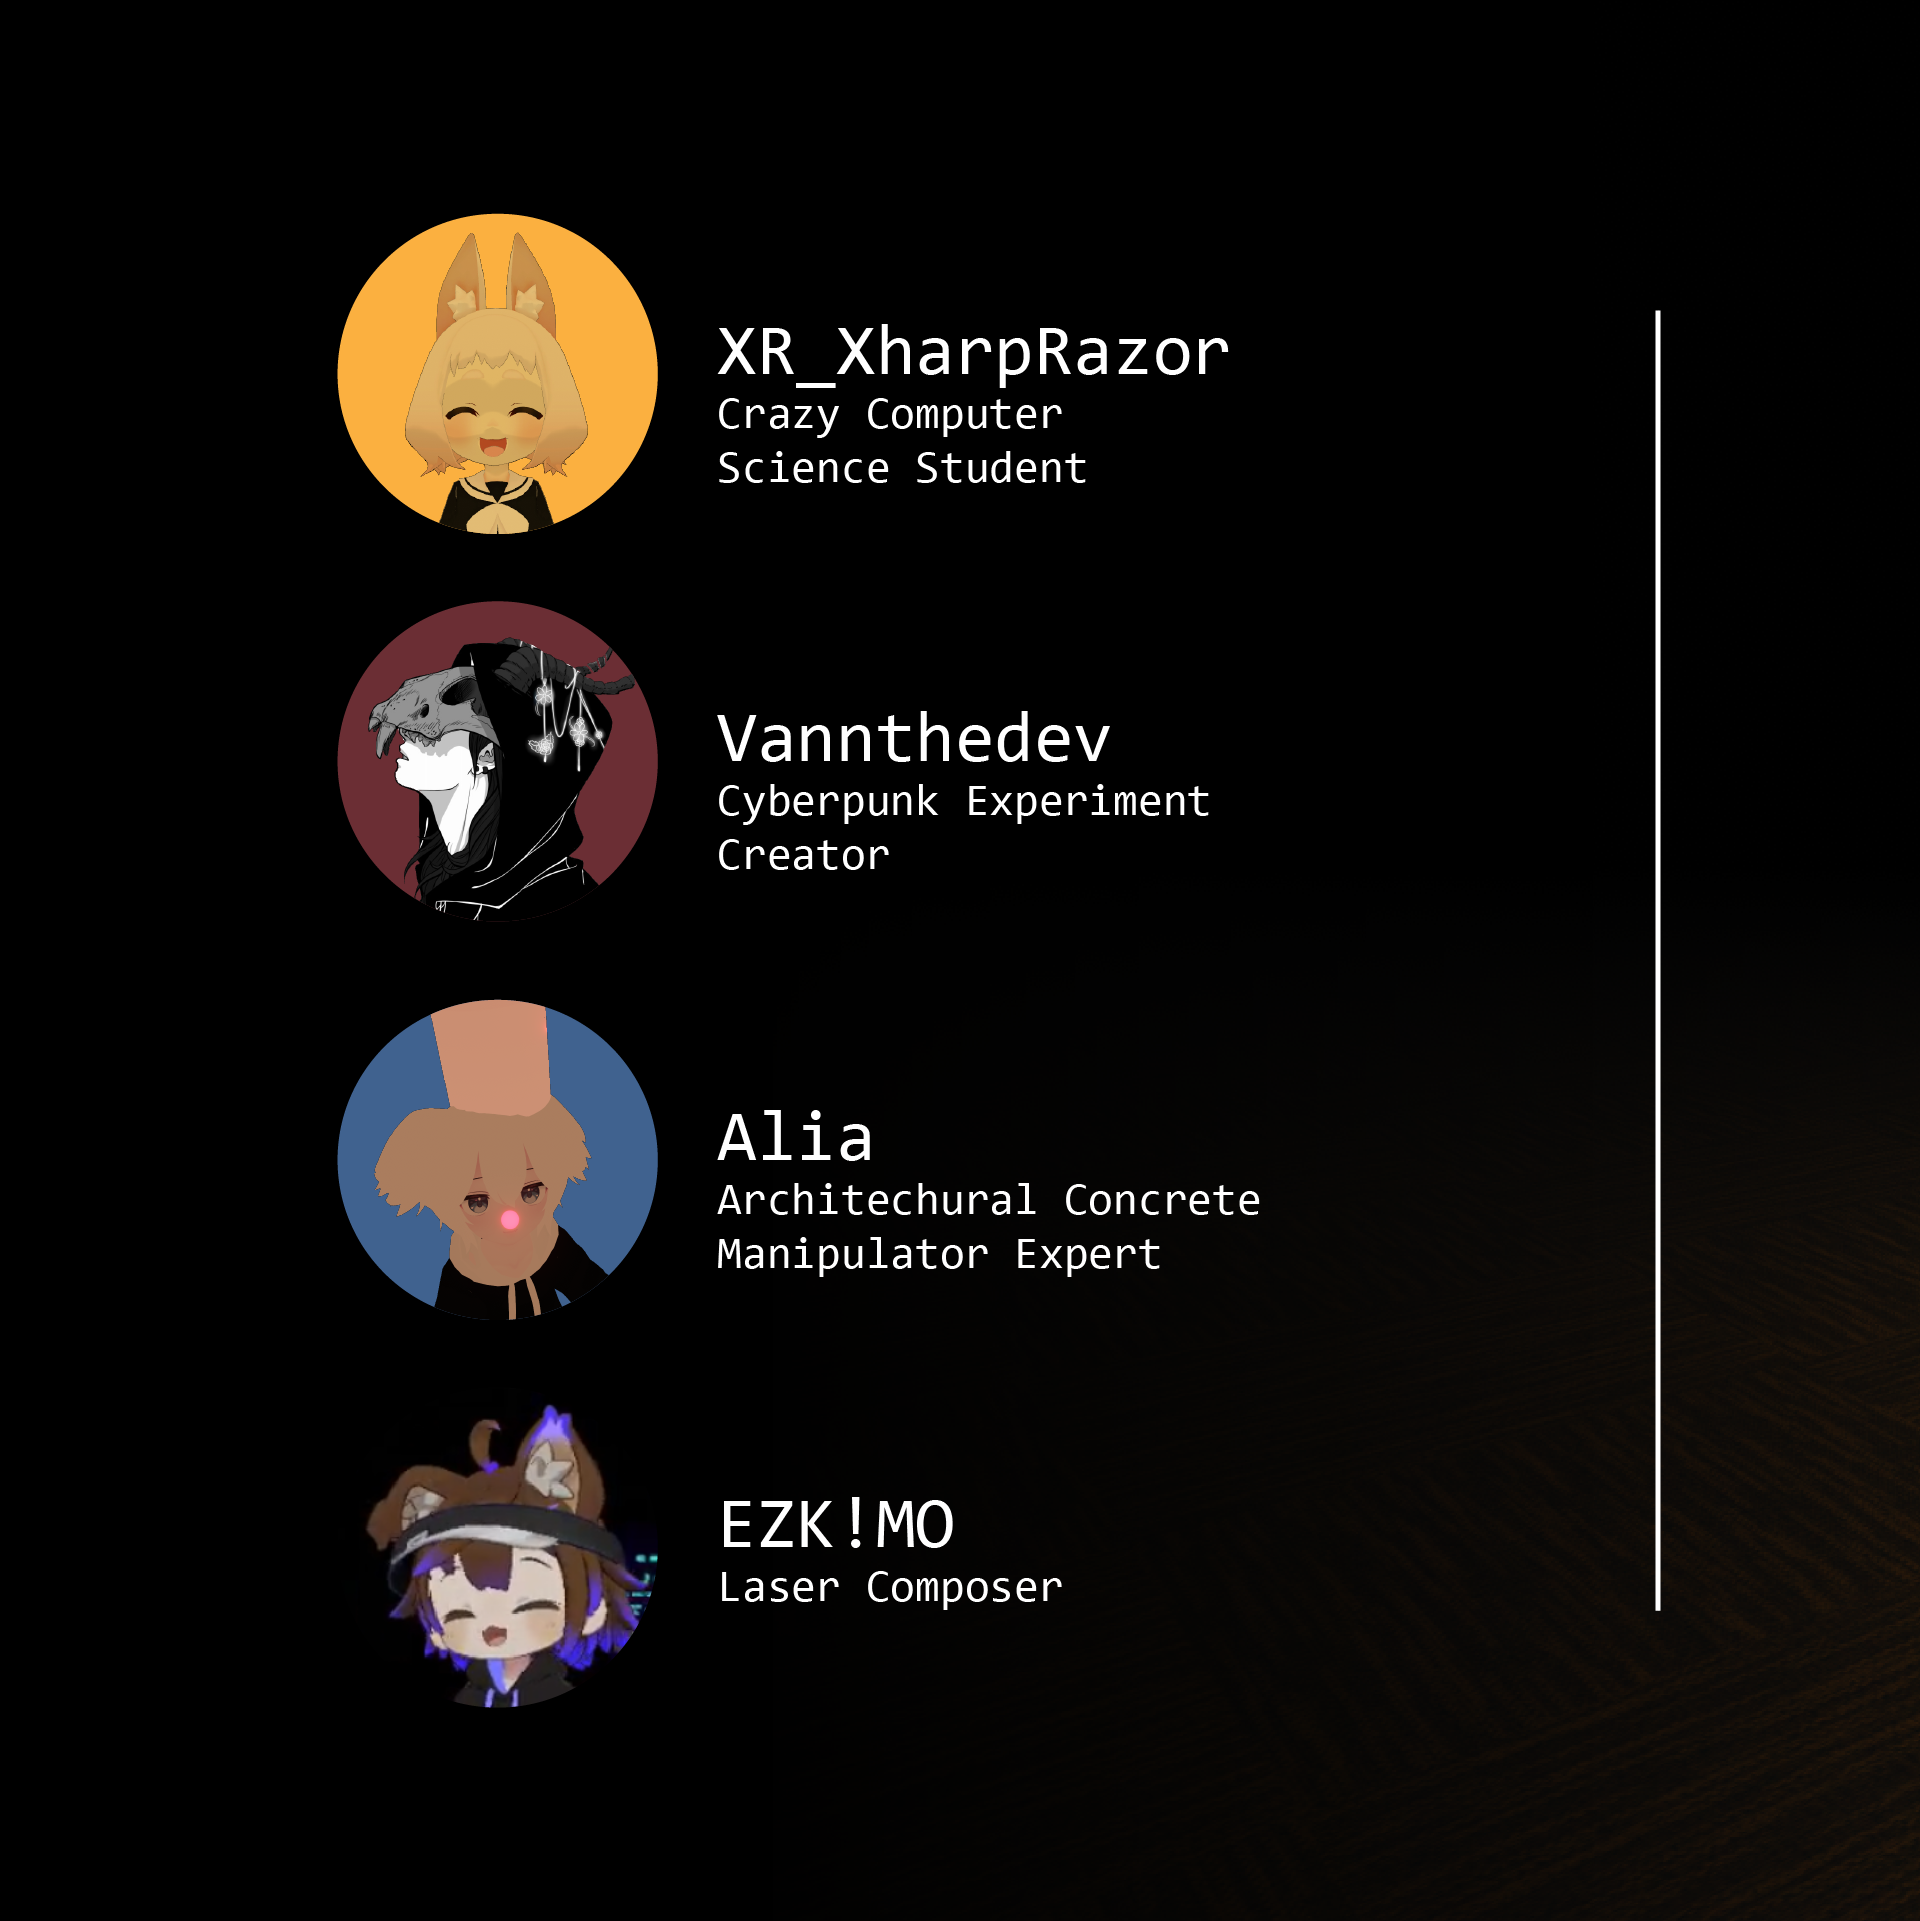 XR_XharpRazor
Crazy Computer
Science Student
Vannthedev
Cyberpunk Experiment
Creator
Alia
Architechural Concrete
Manipulator Expert
EZK!MO
Laser Composer